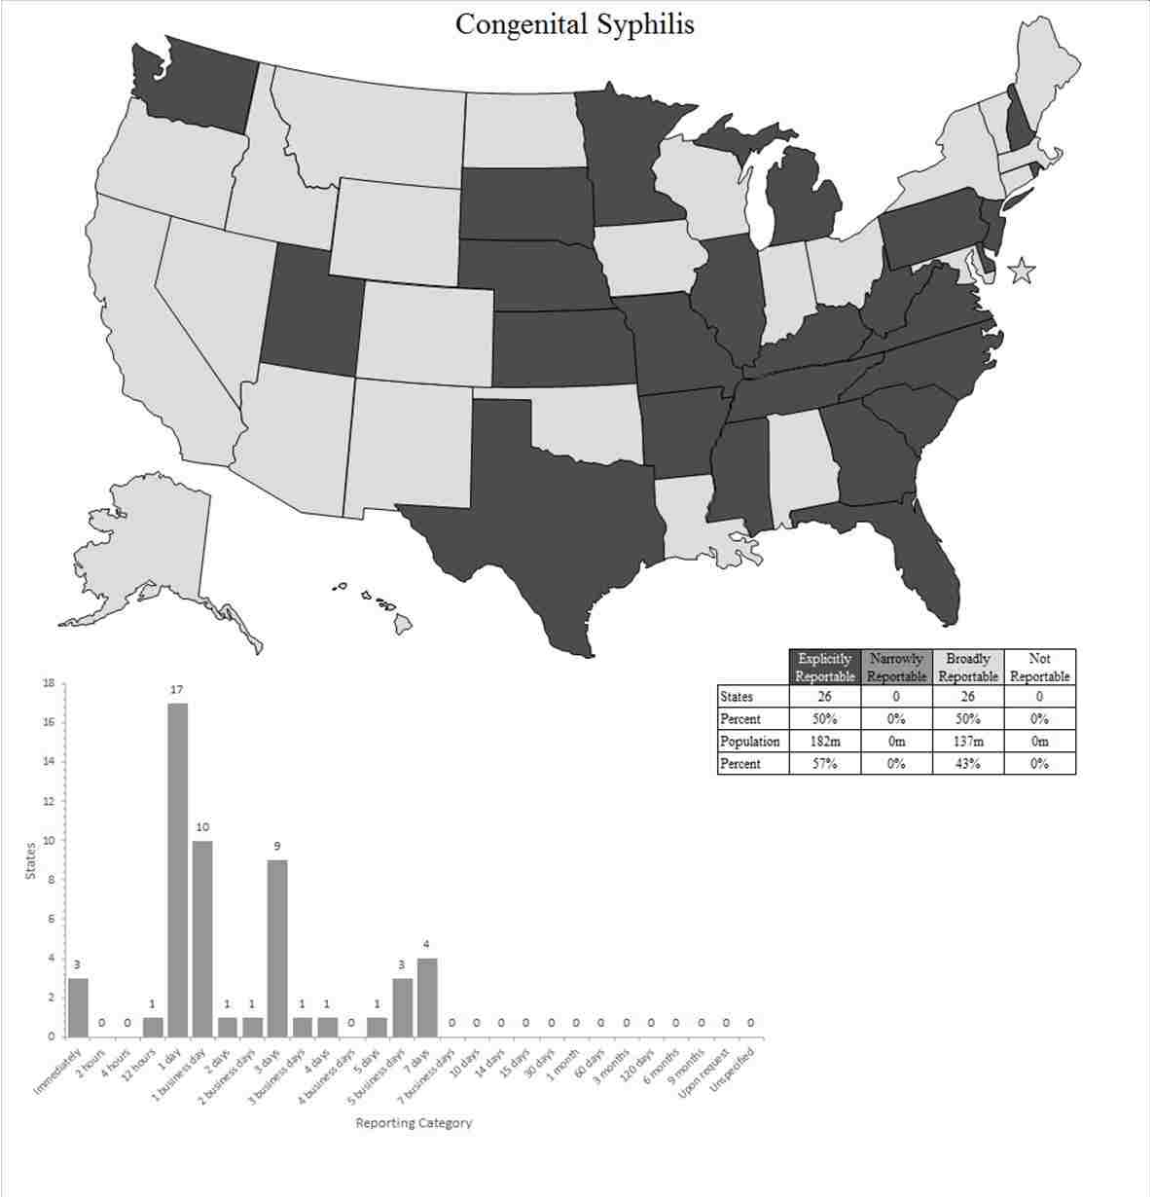 Congenital Syphilis
Explicitly Reportable Narrowly Reportable Broadly Reportable Not Reportable
States 26 0 26 0
Percent 50% 0% 50% 0%
Population 182m 0m 137m 0m
Percent 57% 0% 43% 0%
18
16
14
12
10
8
6
4
2
0
States
3 0 0 1 17 10 1 1 9 1 1 0 1 3 4 0 0 0 0 0 0 0 0 0 0 0 0 0
Immediately
2 hours
4 hours
12 hours
1 day
1 business day
2 days
2 business days
3 days
3 business days
4 days
4 business days
5 days
5 business days
7 days
7 business days
10 days
14 days
15 days
30 days
1 month
60 days
3 months
120 days
6 months
9 months
Upon request
Unspecified
Reporting Category